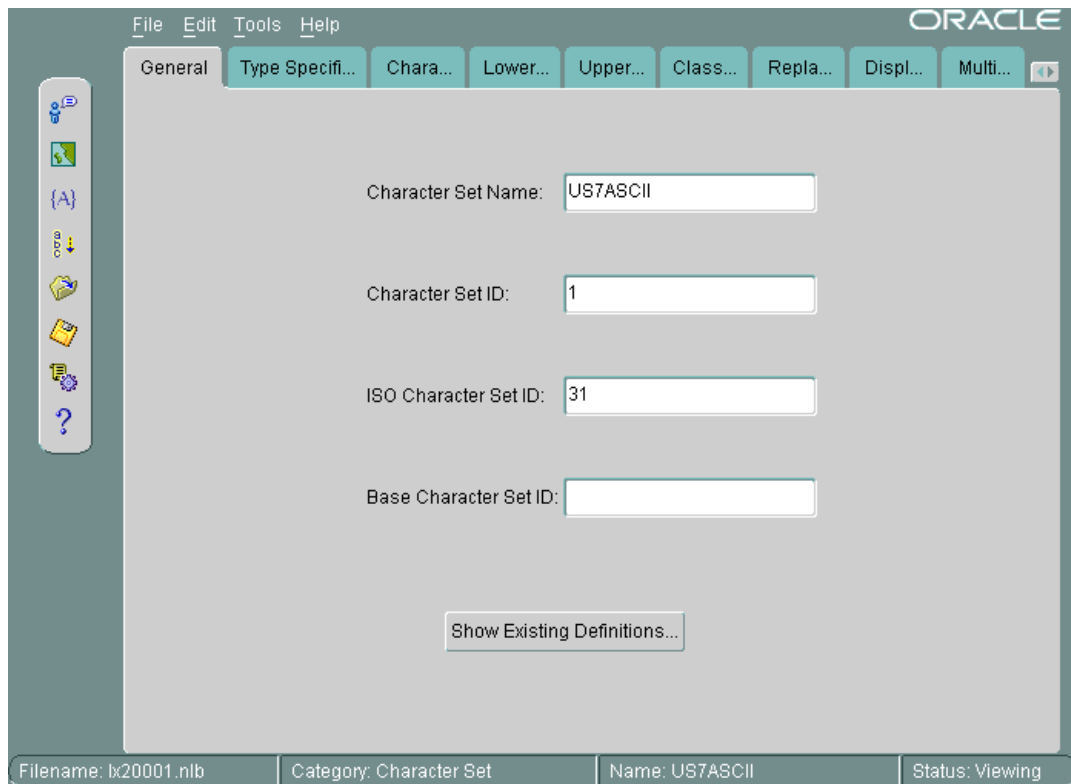 File Edit Tools Help
ORACLE
General
Type Specifi...
Chara...
Lower...
Upper...
Class...
Repla...
Displ...
Multi...
{A}
a
b
c
?
Character Set Name: US7ASCII
Character Set ID: 1
ISO Character Set ID: 31
Base Character Set ID:
Show Existing Definitions...
Filename: lx20001.nlb
Category: Character Set
Name: US7ASCII
Status: Viewing